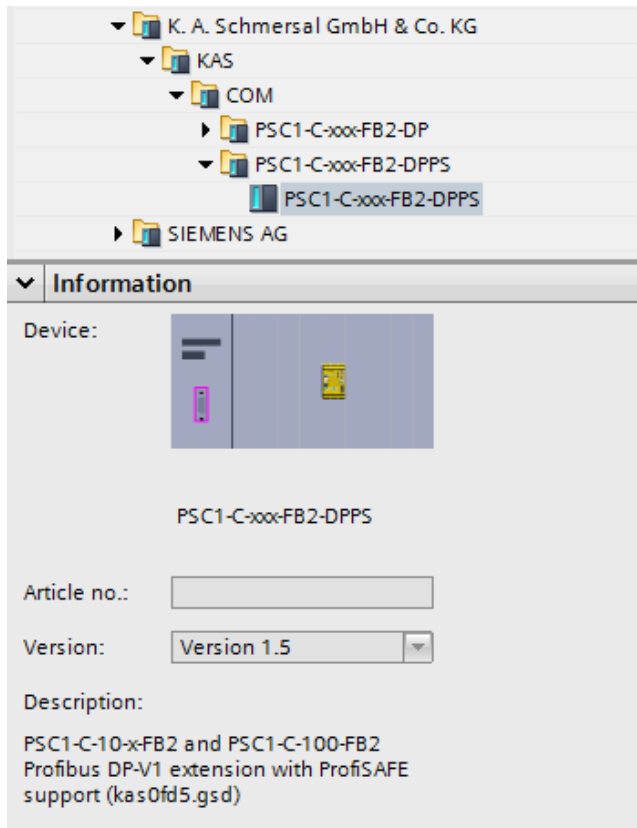 K. A. Schmersal GmbH & Co. KG
KAS
COM
PSC1-C-xxx-FB2-DP
PSC1-C-xxx-FB2-DPPS
PSC1-C-xxx-FB2-DPPS
SIEMENS AG
Information
Device:
PSC1-C-xxx-FB2-DPPS
Article no.:
Version: Version 1.5
Description:
PSC1-C-10-x-FB2 and PSC1-C-100-FB2
Profibus DP-V1 extension with ProfiSAFE
support (kas0fd5.gsd)